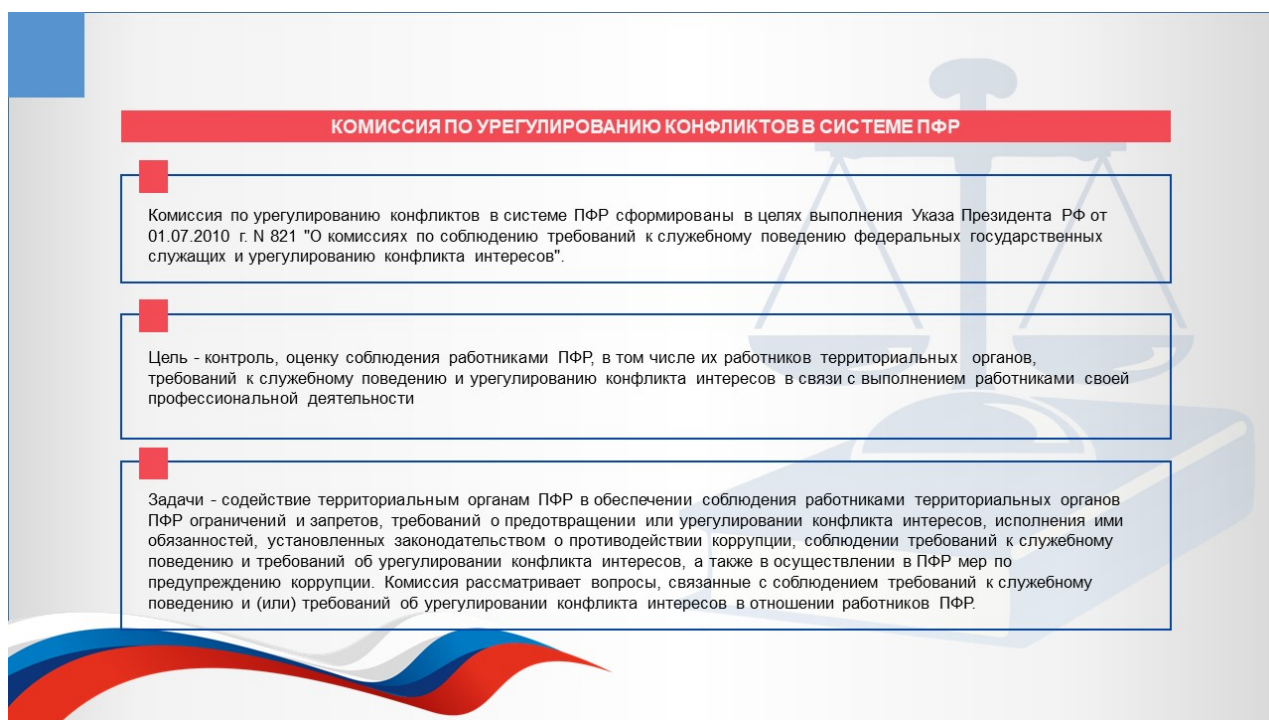 КОМИССИЯ ПО УРЕГУЛИРОВАНИЮ КОНФЛИКТОВ В СИСТЕМЕ ПФР
Комиссия по урегулированию конфликтов в системе ПФР сформированы в целях выполнения Указа Президента РФ от
01.07.2010 г. N 821 "О комиссиях по соблюдению требований к служебному поведению федеральных государственных
служащих и урегулированию конфликта интересов".
Цель - контроль, оценку соблюдения работниками ПФР, в том числе их работников территориальных органов,
требований к служебному поведению и урегулированию конфликта интересов в связи с выполнением работниками своей
профессиональной деятельности
Задачи - содействие территориальным органам ПФР в обеспечении соблюдения работниками территориальных органов
ПФР ограничений и запретов, требований о предотвращении или урегулировании конфликта интересов, исполнения ими
обязанностей, установленных законодательством о противодействии коррупции, соблюдении требований к служебному
поведению и требований об урегулировании конфликта интересов, а также в осуществлении в ПФР мер по
предупреждению коррупции. Комиссия рассматривает вопросы, связанные с соблюдением требований к служебному
поведению и (или) требований об урегулировании конфликта интересов в отношении работников ПФР.